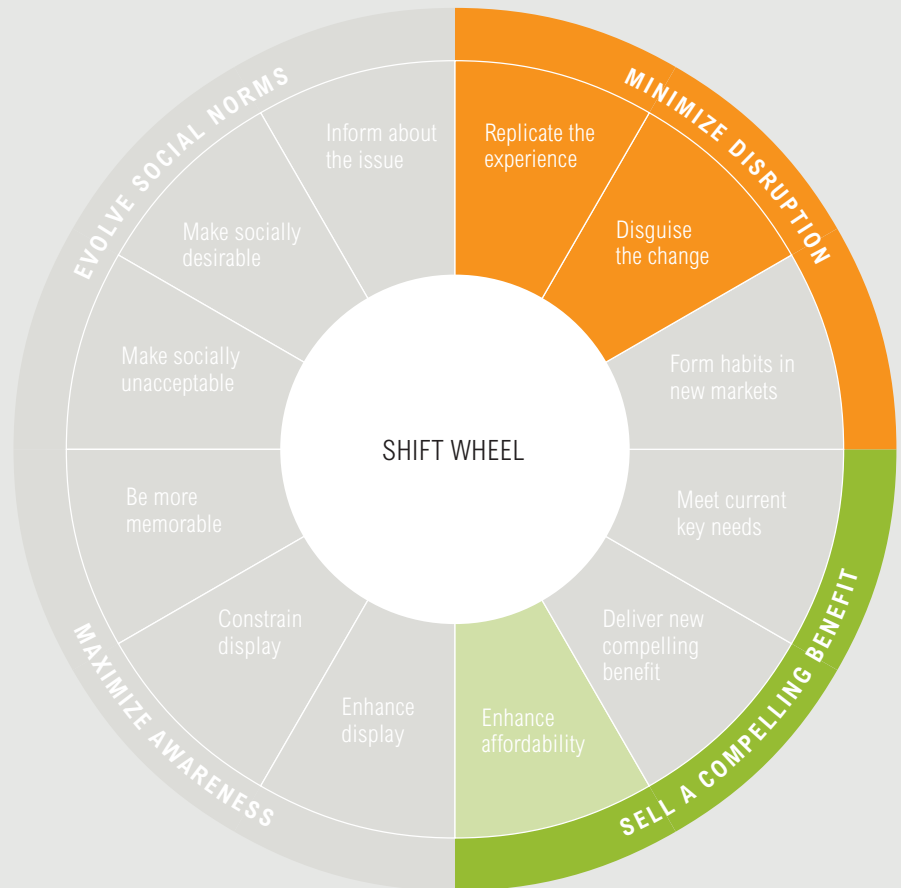 MINIMIZE DISRUPTION
Replicate the
experience
Disguise
the change
Form habits in
new markets
SELL A COMPELLING BENEFIT
Meet current
key needs
Deliver new
compelling
benefit
Enhance
affordability
MAXIMIZE AWARENESS
Enhance
display
Constrain
display
Be more
memorable
EVOLVE SOCIAL NORMS
Make socially
unacceptable
Make socially
desirable
Inform about
the issue
SHIFT WHEEL